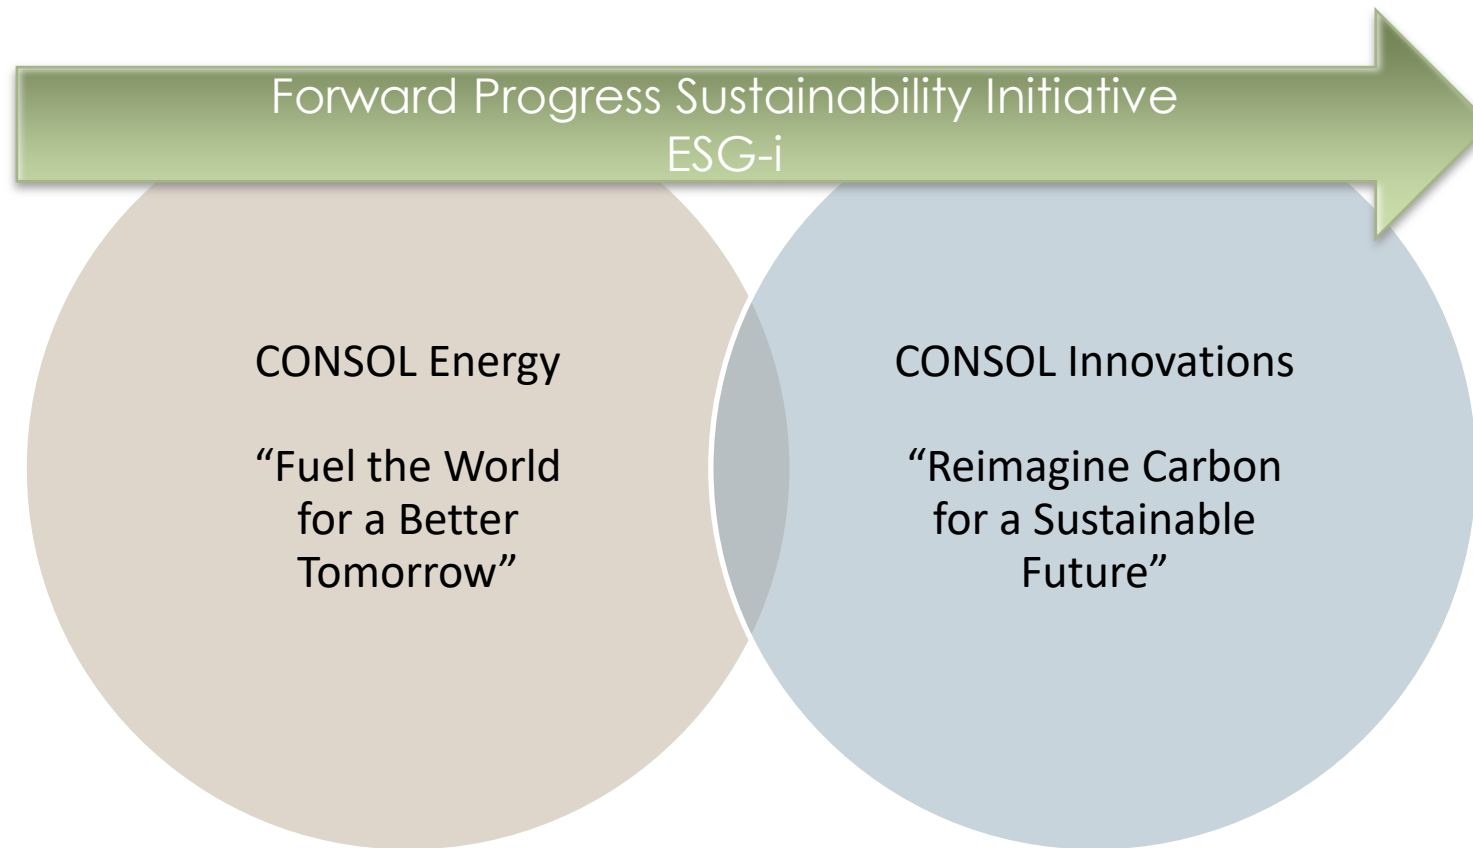 Forward Progress Sustainability Initiative
ESG-i
CONSOL Energy
“Fuel the World
for a Better
Tomorrow”
CONSOL Innovations
“Reimagine Carbon
for a Sustainable
Future”